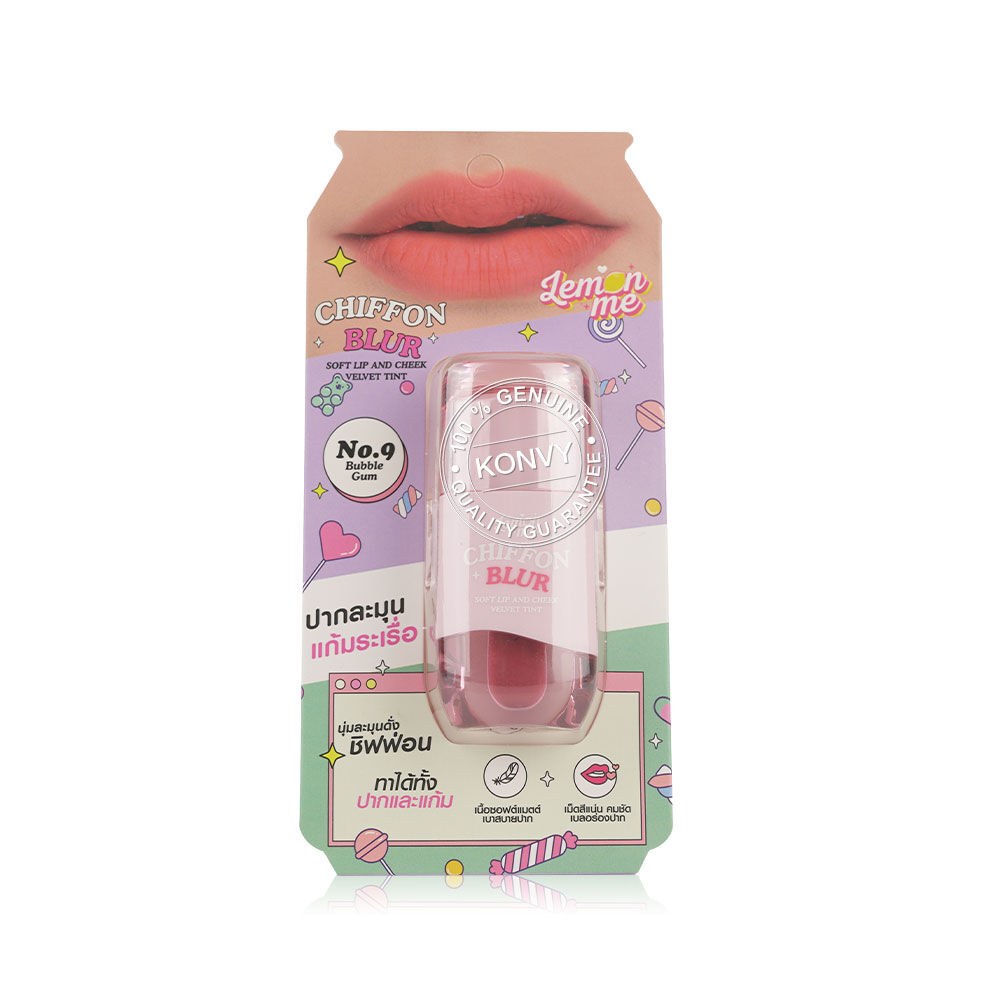 Lemon
me
CHIFFON
BLUR
SOFT LIP AND CHEEK
VELVET TINT
No.9
Bubble
Gum
100 % GENUINE
KONVY
QUALITY GUARANTEE
CHIFFON
BLUR
SOFT LIP AND CHEEK
VELVET TINT
ปากละมุน
แก้มระเรื่อ
นุ่มละมุนดั่ง
ชิฟฟ่อน
ทาได้ทั้ง
ปากและแก้ม
เนื้อซอฟต์แมตต์
เบาสบายปาก
เม็ดสีแน่น คมชัด
เบลอร่องปาก